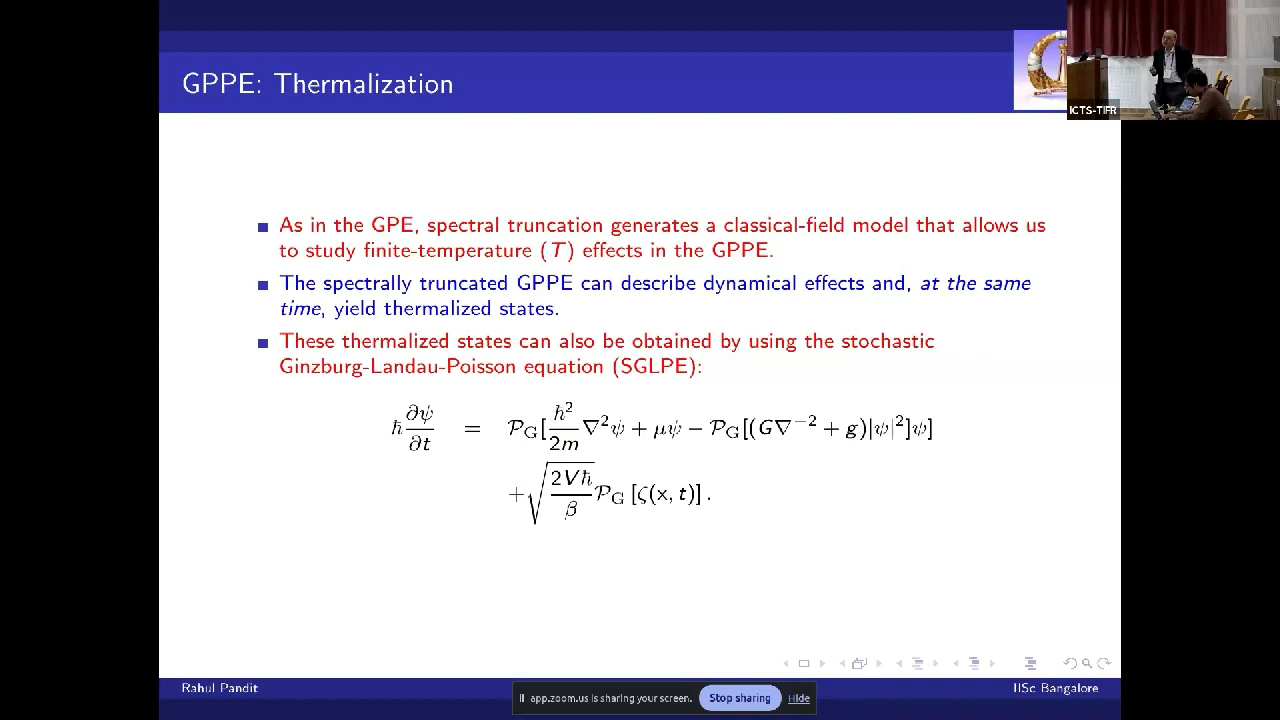 GPPE: Thermalization
ICTS-TIFR
As in the GPE, spectral truncation generates a classical-field model that allows us
to study finite-temperature (T) effects in the GPPE.
The spectrally truncated GPPE can describe dynamical effects and, at the same
time, yield thermalized states.
These thermalized states can also be obtained by using the stochastic
Ginzburg-Landau-Poisson equation (SGLPE):
ℏ ∂ψ/∂t = 𝒫_G[ℏ²/2m ∇²ψ + μψ − 𝒫_G[(G∇⁻² + g)|ψ|²]ψ]
+√(2Vℏ/β) 𝒫_G [ζ(x, t)] .
Rahul Pandit
IISc Bangalore
app.zoom.us is sharing your screen. Stop sharing Hide